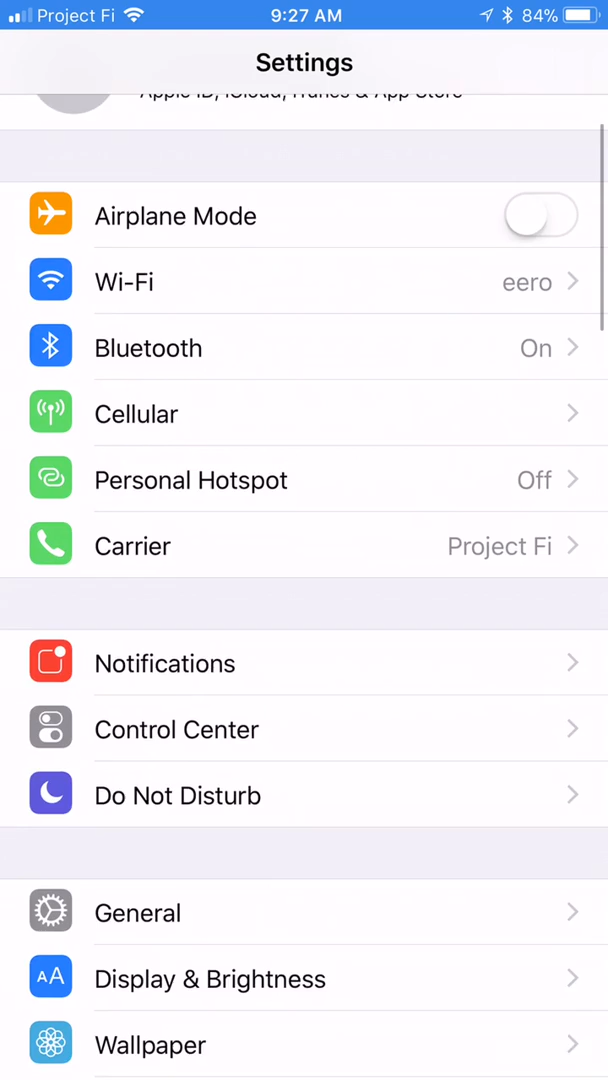 Project Fi
9:27 AM
84%
Settings
Apple ID, iCloud, iTunes & App Store
Airplane Mode
Wi-Fi
eero
Bluetooth
On
Cellular
Personal Hotspot
Off
Carrier
Project Fi
Notifications
Control Center
Do Not Disturb
General
AA
Display & Brightness
Wallpaper